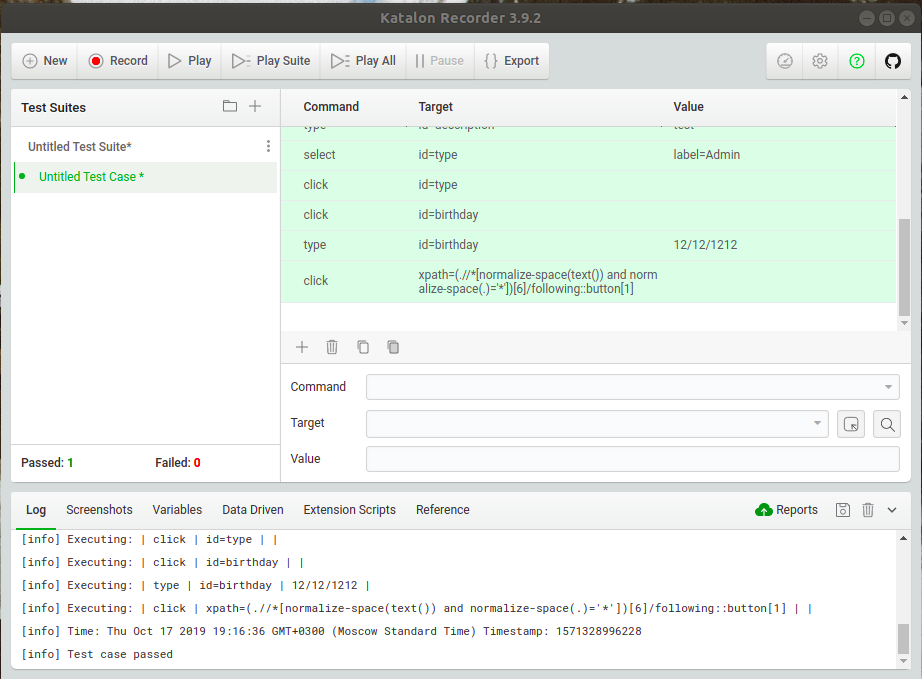 Katalon Recorder 3.9.2
New Record Play Play Suite Play All Pause Export
Test Suites
Untitled Test Suite*
Untitled Test Case *
Passed: 1 Failed: 0
Command Target Value
type id=description test
select id=type label=Admin
click id=type
click id=birthday
type id=birthday 12/12/1212
click xpath=(.//*[normalize-space(text()) and norm
alize-space(.)='*'])[6]/following::button[1]
Command
Target
Value
Log Screenshots Variables Data Driven Extension Scripts Reference Reports
[info] Executing: | click | id=type | |
[info] Executing: | click | id=birthday | |
[info] Executing: | type | id=birthday | 12/12/1212 |
[info] Executing: | click | xpath=(.//*[normalize-space(text()) and normalize-space(.)='*'])[6]/following::button[1] | |
[info] Time: Thu Oct 17 2019 19:16:36 GMT+0300 (Moscow Standard Time) Timestamp: 1571328996228
[info] Test case passed